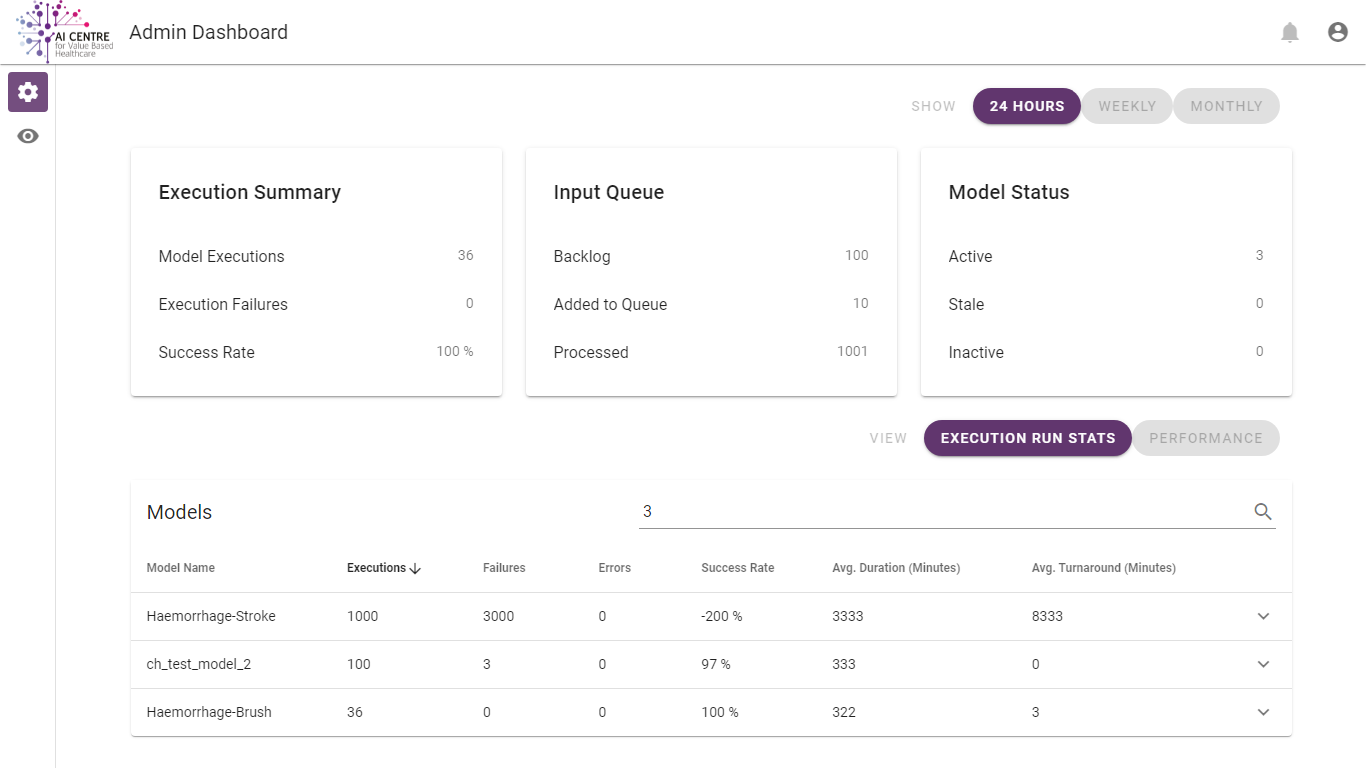 AI CENTRE
for Value Based
Healthcare
Admin Dashboard
SHOW 24 HOURS WEEKLY MONTHLY
Execution Summary
Model Executions 36
Execution Failures 0
Success Rate 100 %
Input Queue
Backlog 100
Added to Queue 10
Processed 1001
Model Status
Active 3
Stale 0
Inactive 0
VIEW EXECUTION RUN STATS PERFORMANCE
Models 3
Model Name Executions Failures Errors Success Rate Avg. Duration (Minutes) Avg. Turnaround (Minutes)
Haemorrhage-Stroke 1000 3000 0 -200 % 3333 8333
ch_test_model_2 100 3 0 97 % 333 0
Haemorrhage-Brush 36 0 0 100 % 322 3